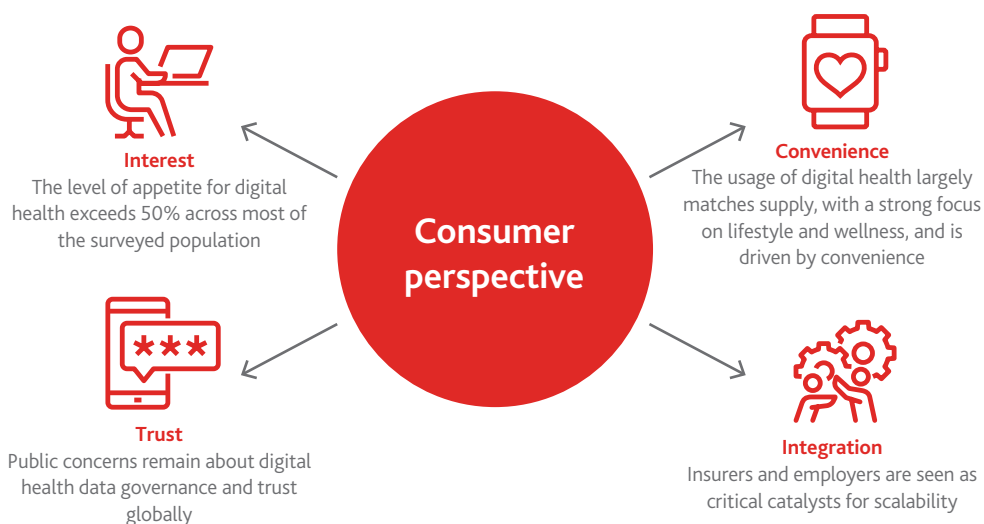 Interest
The level of appetite for digital
health exceeds 50% across most of
the surveyed population
Convenience
The usage of digital health largely
matches supply, with a strong focus
on lifestyle and wellness, and is
driven by convenience
Consumer
perspective
***
Trust
Public concerns remain about digital
health data governance and trust
globally
Integration
Insurers and employers are seen as
critical catalysts for scalability